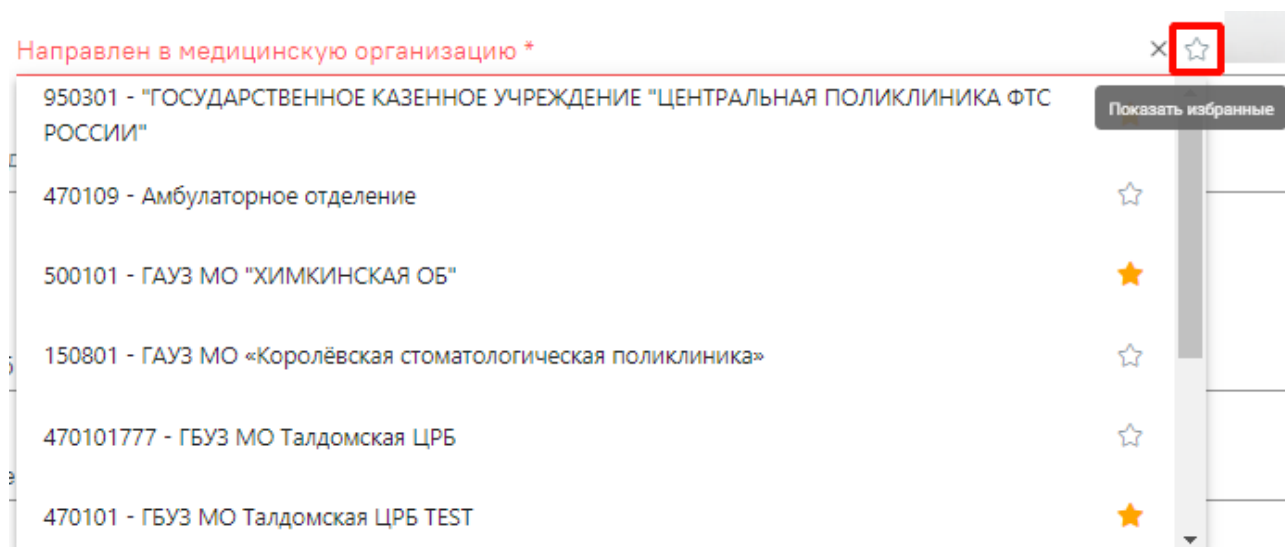 Направлен в медицинскую организацию *
950301 - "ГОСУДАРСТВЕННОЕ КАЗЕННОЕ УЧРЕЖДЕНИЕ "ЦЕНТРАЛЬНАЯ ПОЛИКЛИНИКА ФТС
РОССИИ"
Показать избранные
470109 - Амбулаторное отделение
500101 - ГАУЗ МО "ХИМКИНСКАЯ ОБ"
150801 - ГАУЗ МО «Королёвская стоматологическая поликлиника»
470101777 - ГБУЗ МО Талдомская ЦРБ
470101 - ГБУЗ МО Талдомская ЦРБ TEST